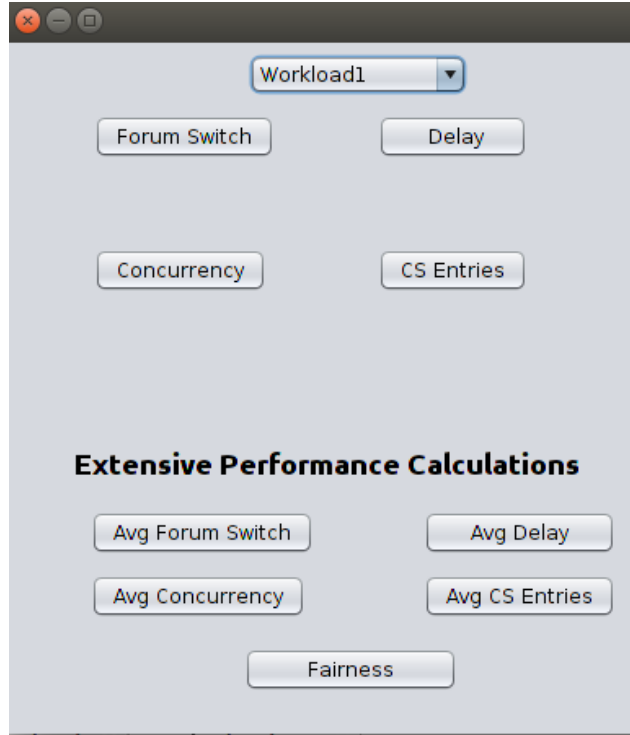 Workload1
Forum Switch Delay
Concurrency CS Entries
Extensive Performance Calculations
Avg Forum Switch Avg Delay
Avg Concurrency Avg CS Entries
Fairness